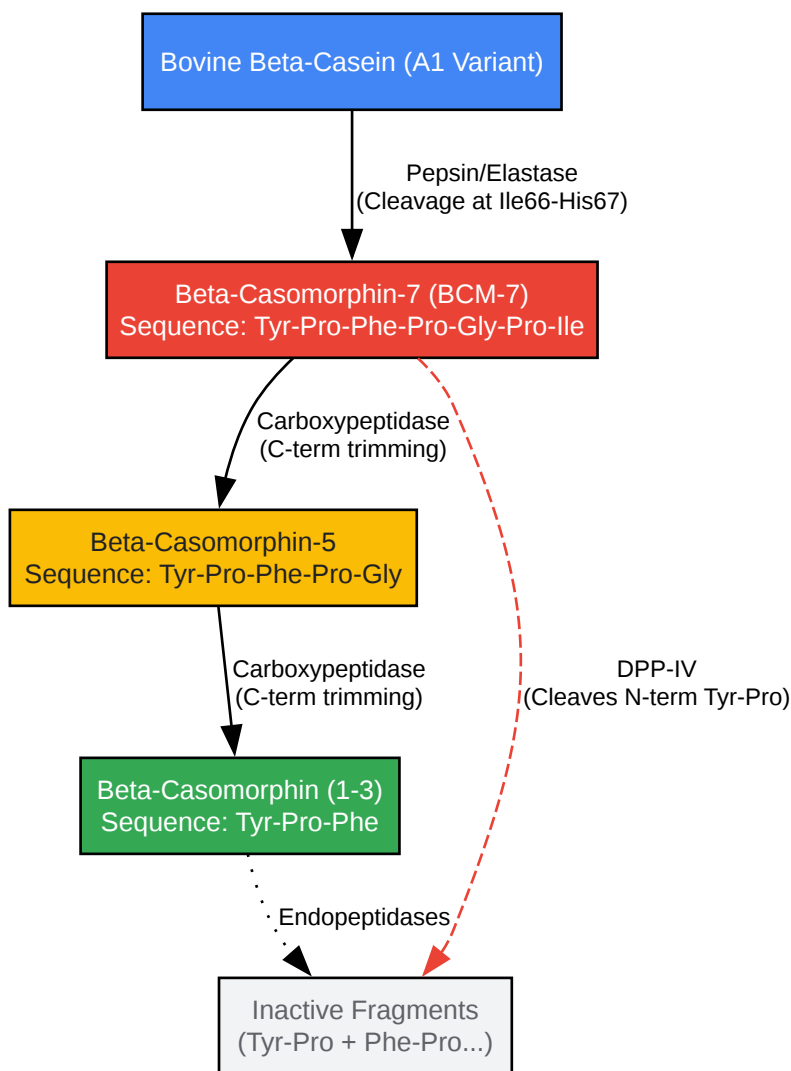 Bovine Beta-Casein (A1 Variant)
Pepsin/Elastase
(Cleavage at Ile66-His67)
Beta-Casomorphin-7 (BCM-7)
Sequence: Tyr-Pro-Phe-Pro-Gly-Pro-Ile
Carboxypeptidase
(C-term trimming)
Beta-Casomorphin-5
Sequence: Tyr-Pro-Phe-Pro-Gly
Carboxypeptidase
(C-term trimming)
DPP-IV
(Cleaves N-term Tyr-Pro)
Beta-Casomorphin (1-3)
Sequence: Tyr-Pro-Phe
Endopeptidases
Inactive Fragments
(Tyr-Pro + Phe-Pro...)